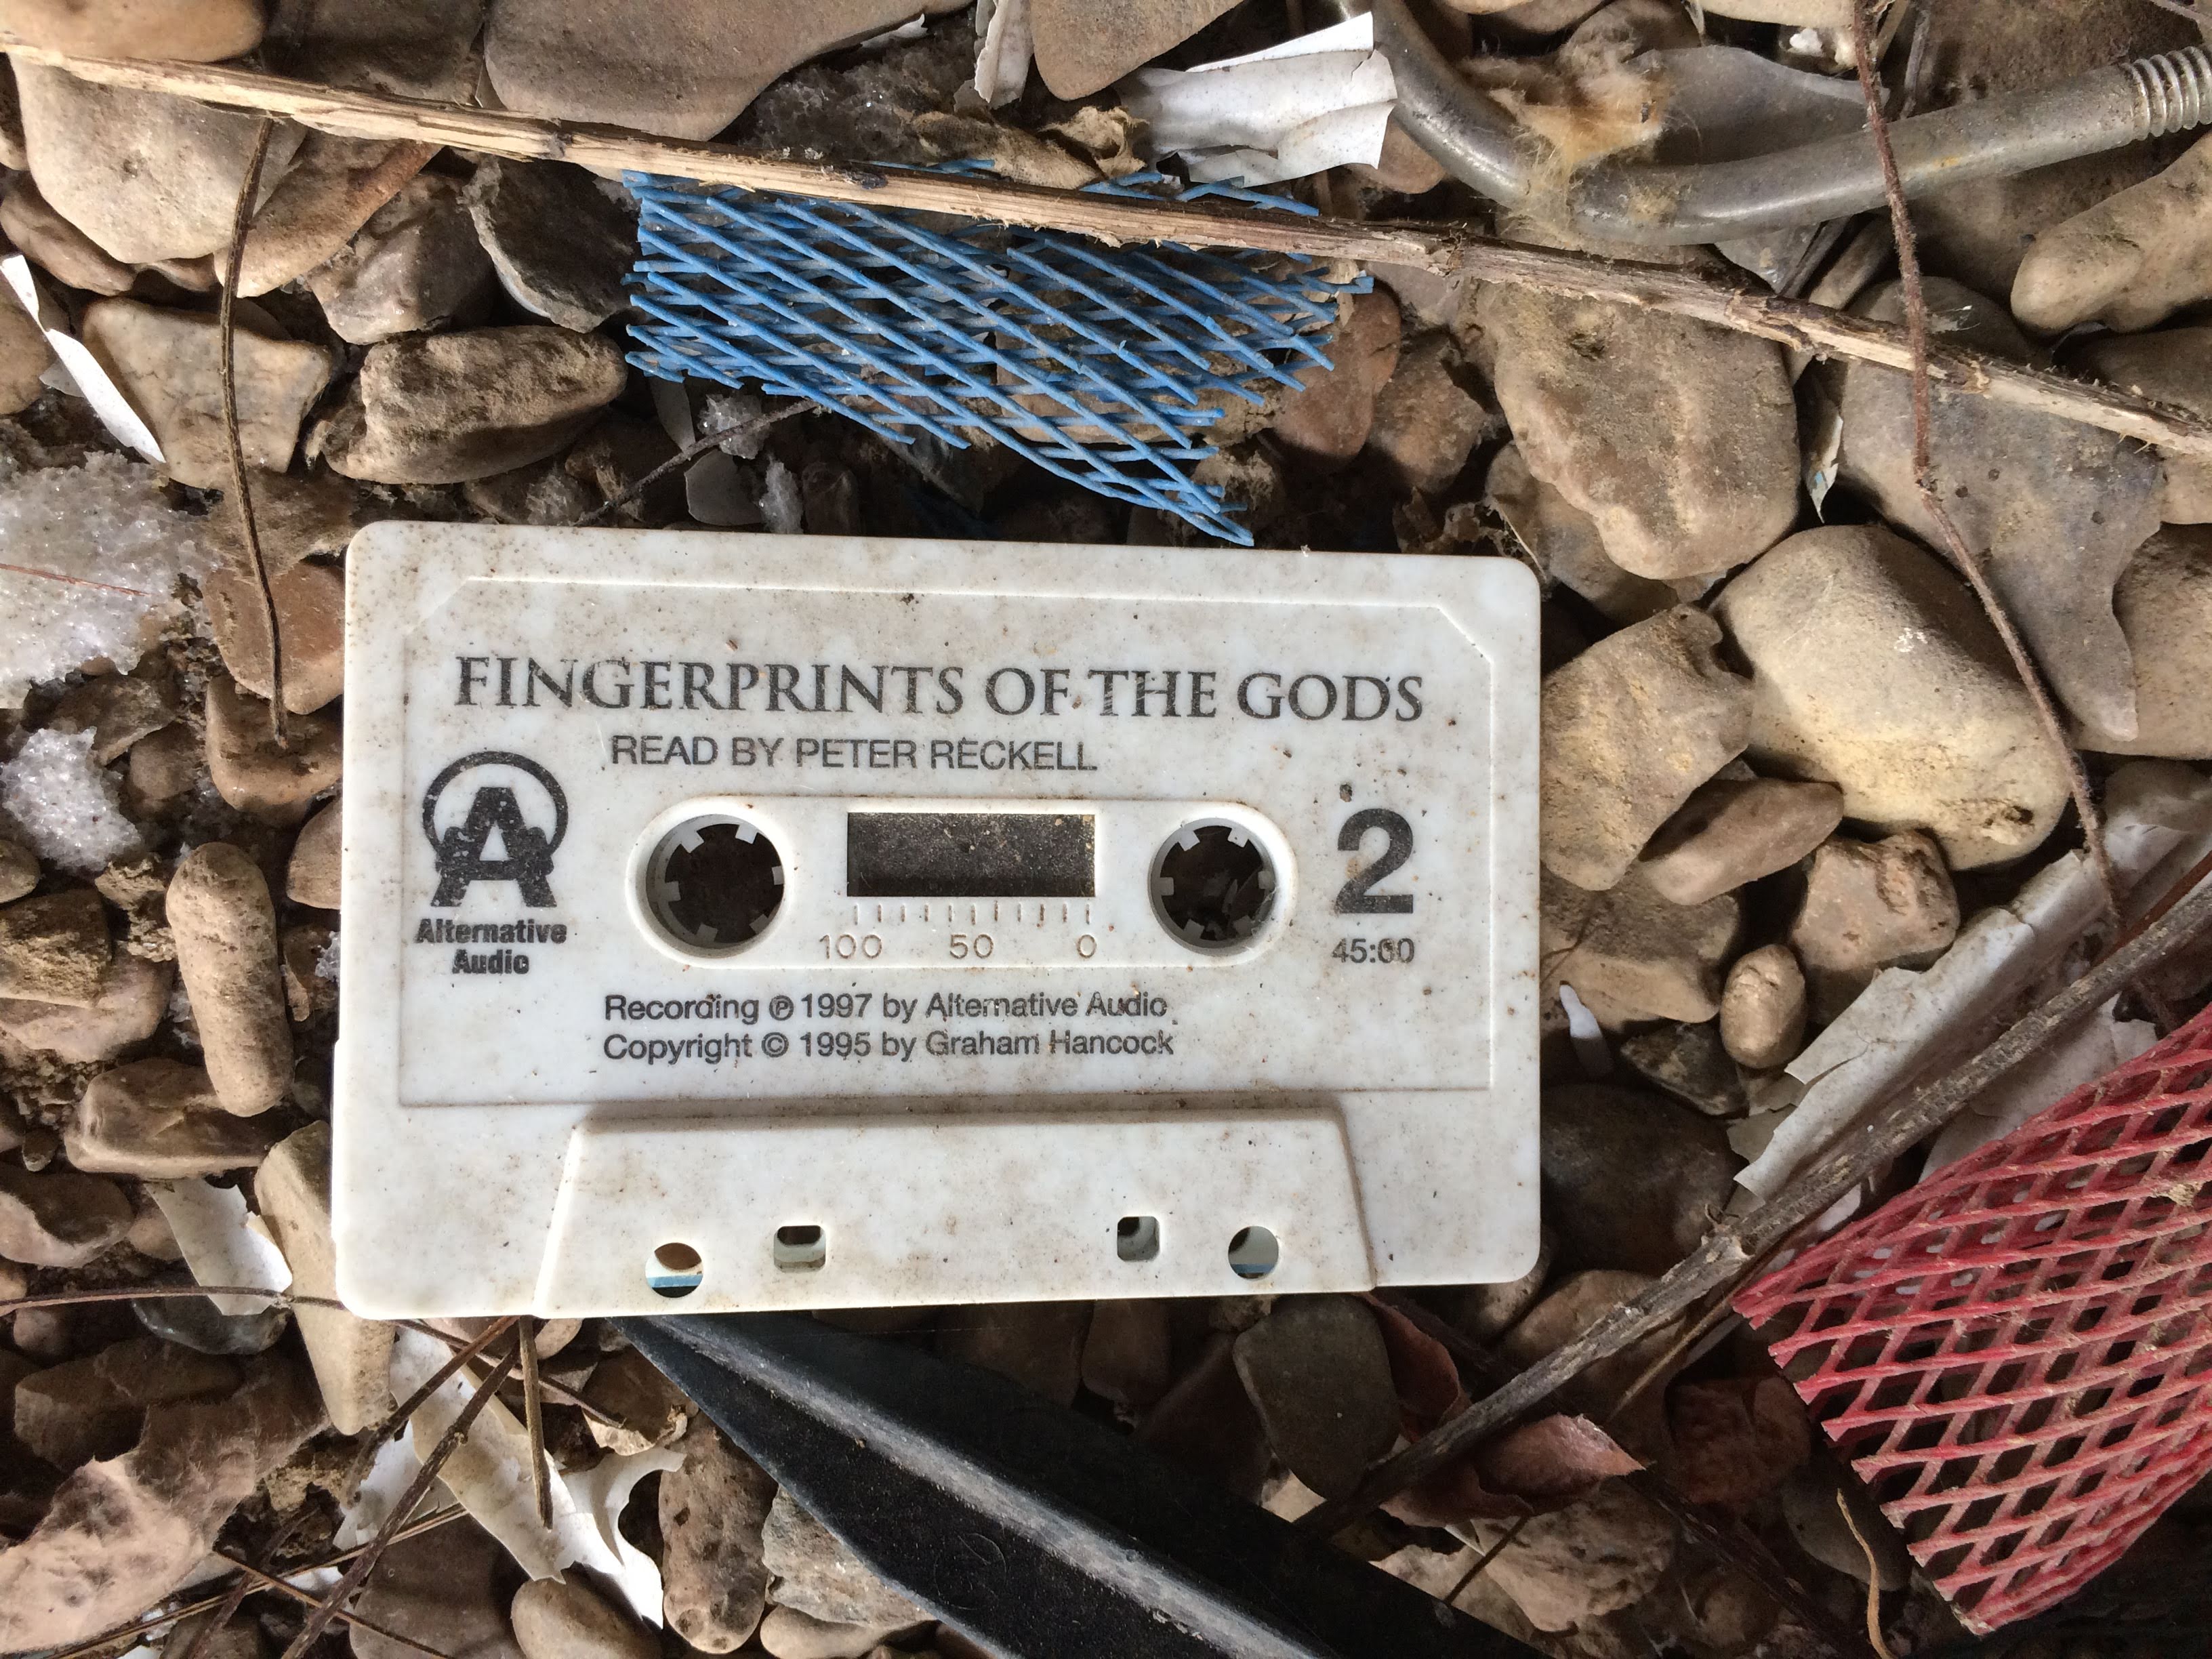 FINGERPRINTS OF THE GODS
READ BY PETER RECKELL
A
Alternative
Audio
2
45:00
100 50 0
Recording ℗ 1997 by Alternative Audio
Copyright © 1995 by Graham Hancock